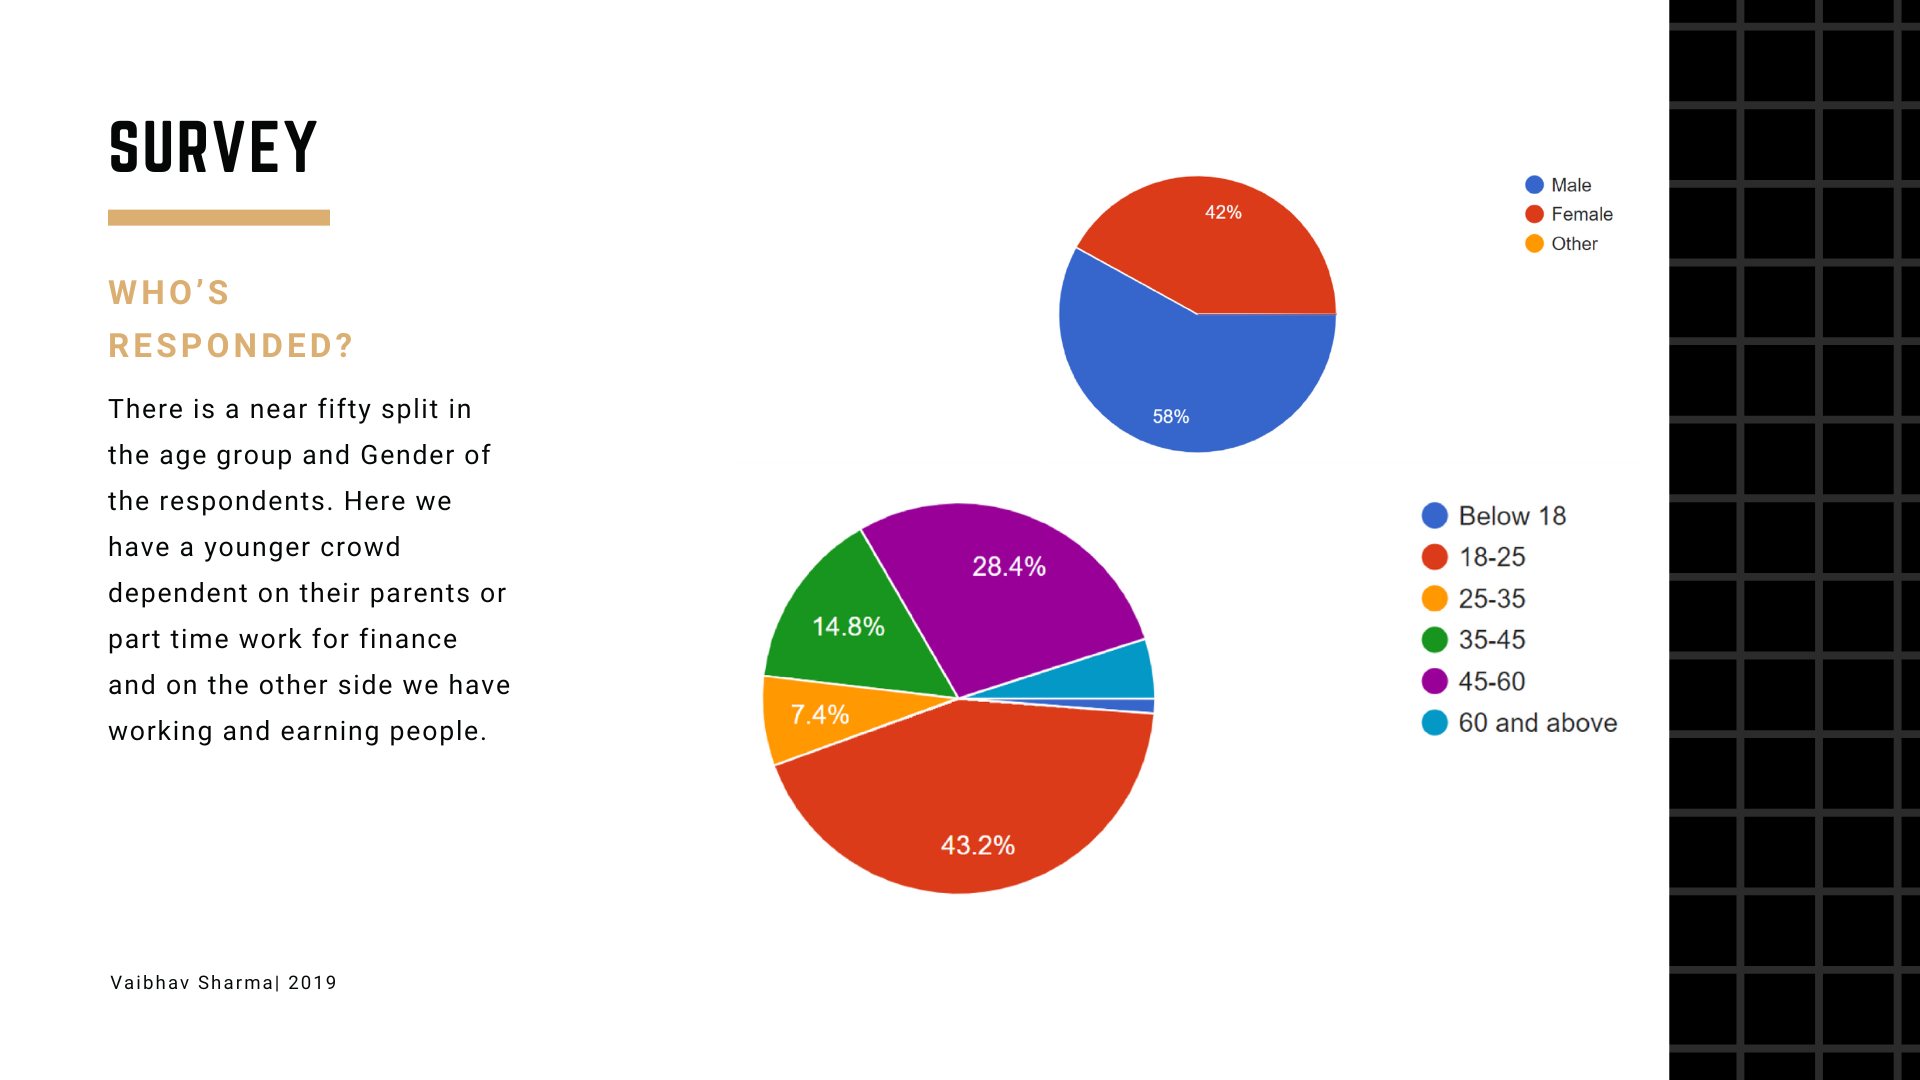 SURVEY
WHO’S
RESPONDED?
There is a near fifty split in
the age group and Gender of
the respondents. Here we
have a younger crowd
dependent on their parents or
part time work for finance
and on the other side we have
working and earning people.
Vaibhav Sharma| 2019
42%
58%
Male
Female
Other
28.4%
14.8%
7.4%
43.2%
Below 18
18-25
25-35
35-45
45-60
60 and above